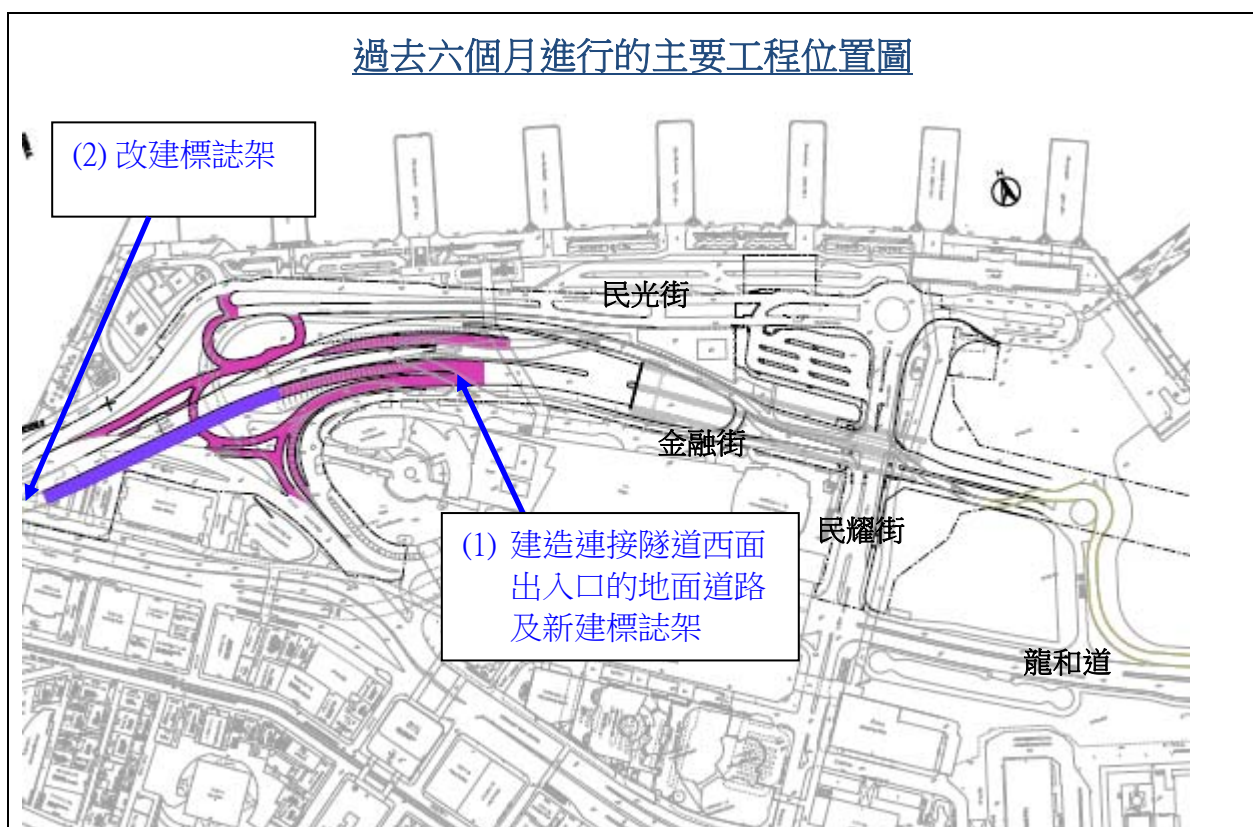 過去六個月進行的主要工程位置圖
(2) 改建標誌架
民光街
金融街
民耀街
(1) 建造連接隧道西面
出入口的地面道路
及新建標誌架
龍和道